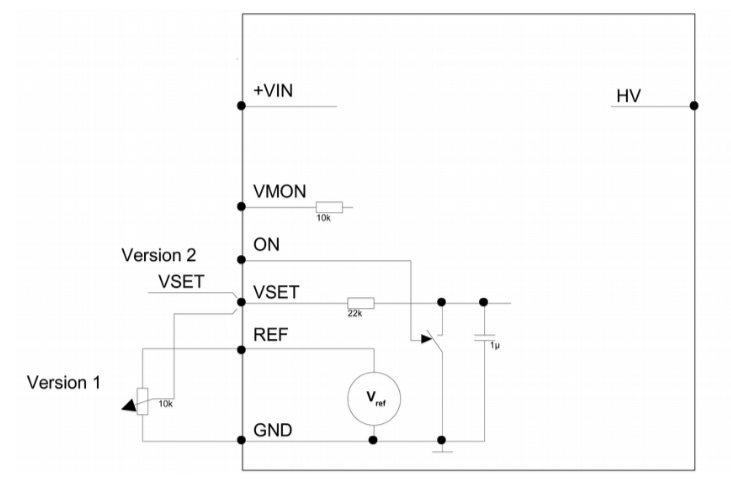 +VIN
HV
VMON
10k
ON
Version 2
VSET
VSET
22k
REF
1µ
Version 1
10k
Vref
GND